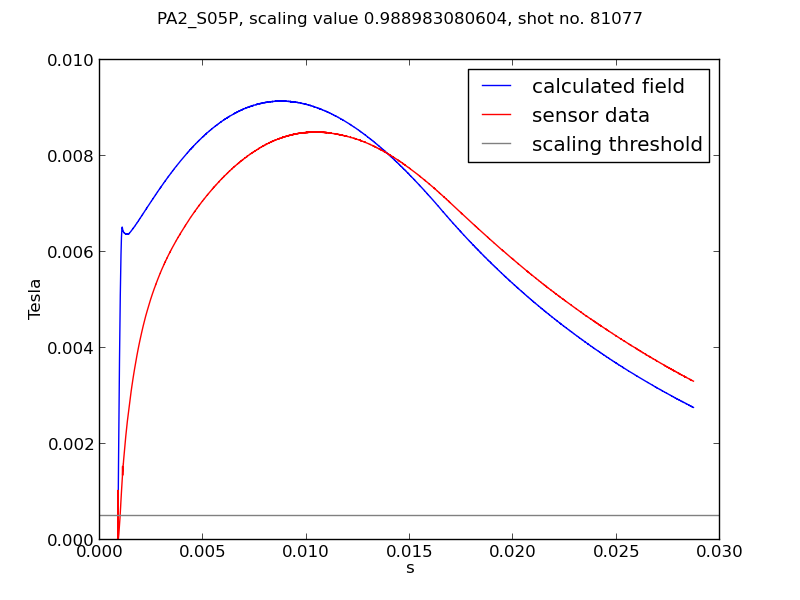 PA2_S05P, scaling value 0.988983080604, shot no. 81077
0.010
0.008
0.006
0.004
0.002
0.000
Tesla
calculated field
sensor data
scaling threshold
0.000 0.005 0.010 0.015 0.020 0.025 0.030
s